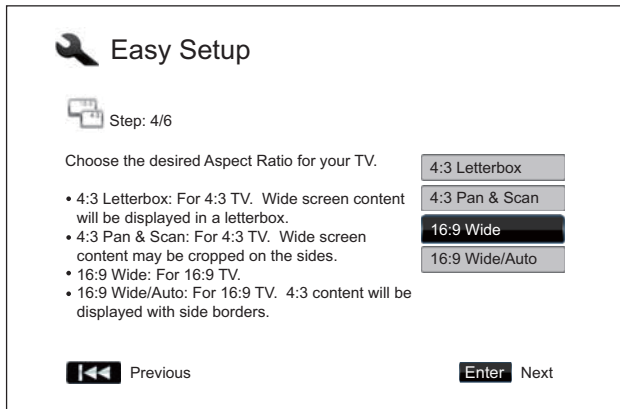 Easy Setup
Step: 4/6
Choose the desired Aspect Ratio for your TV.
• 4:3 Letterbox: For 4:3 TV. Wide screen content
will be displayed in a letterbox.
• 4:3 Pan & Scan: For 4:3 TV. Wide screen
content may be cropped on the sides.
• 16:9 Wide: For 16:9 TV.
• 16:9 Wide/Auto: For 16:9 TV. 4:3 content will be
displayed with side borders.
4:3 Letterbox
4:3 Pan & Scan
16:9 Wide
16:9 Wide/Auto
Previous
Enter Next